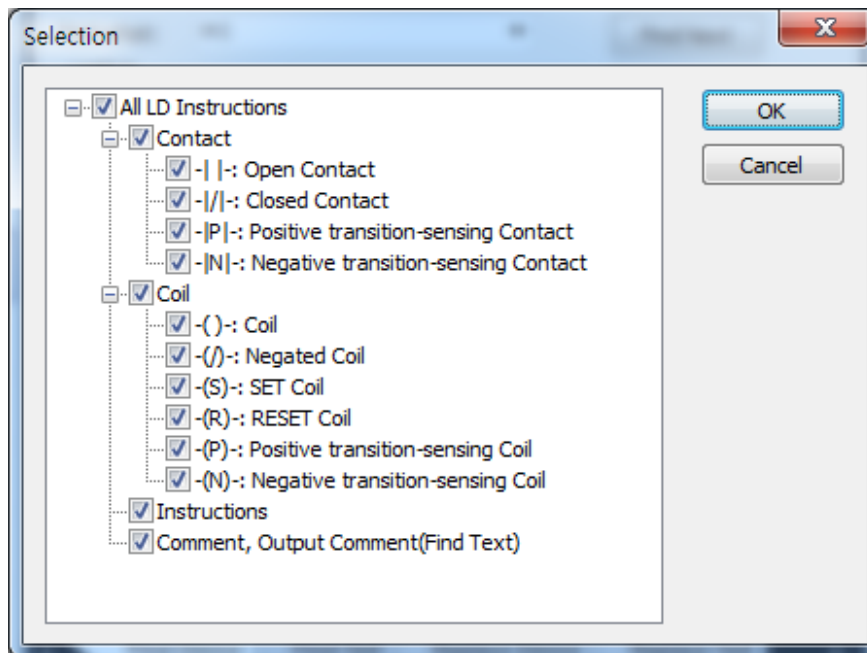 Selection
All LD Instructions
Contact
-| |-: Open Contact
-|/|-: Closed Contact
-|P|-: Positive transition-sensing Contact
-|N|-: Negative transition-sensing Contact
Coil
-( )-: Coil
-(/)-: Negated Coil
-(S)-: SET Coil
-(R)-: RESET Coil
-(P)-: Positive transition-sensing Coil
-(N)-: Negative transition-sensing Coil
Instructions
Comment, Output Comment(Find Text)
OK
Cancel